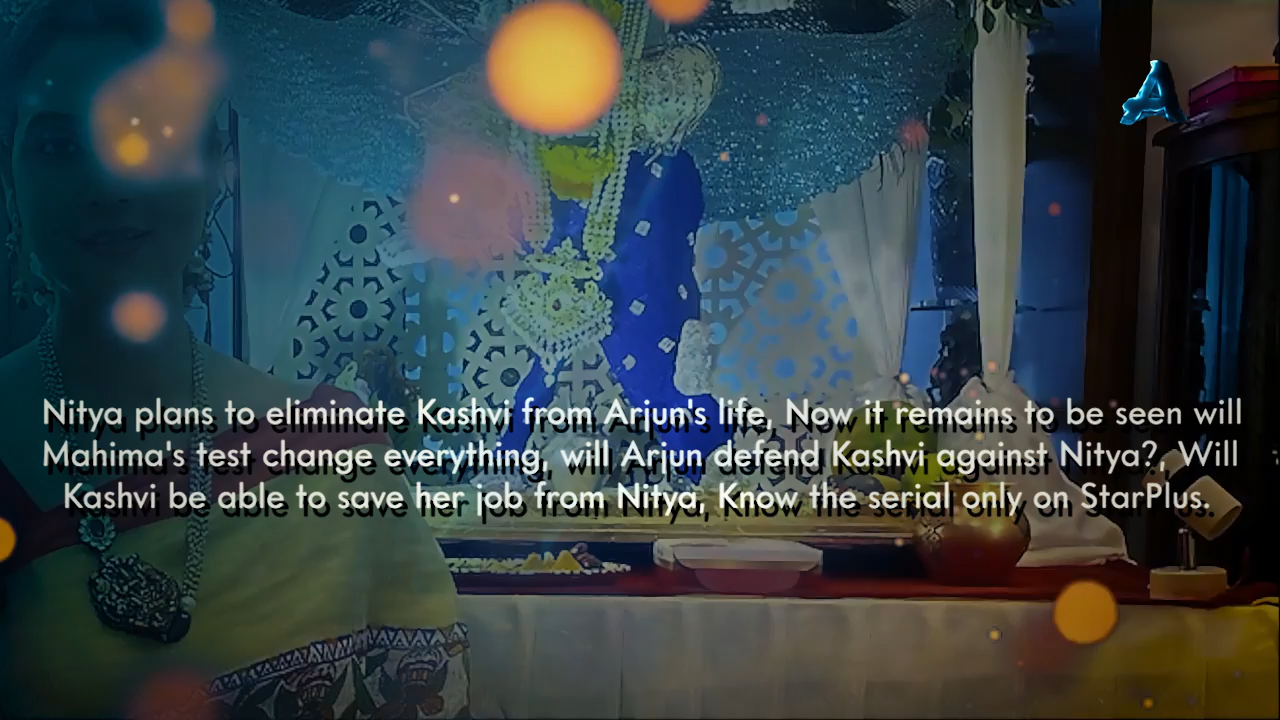 A
Nitya plans to eliminate Kashvi from Arjun's life, Now it remains to be seen will
Mahima's test change everything, will Arjun defend Kashvi against Nitya?, Will
Kashvi be able to save her job from Nitya, Know the serial only on StarPlus.